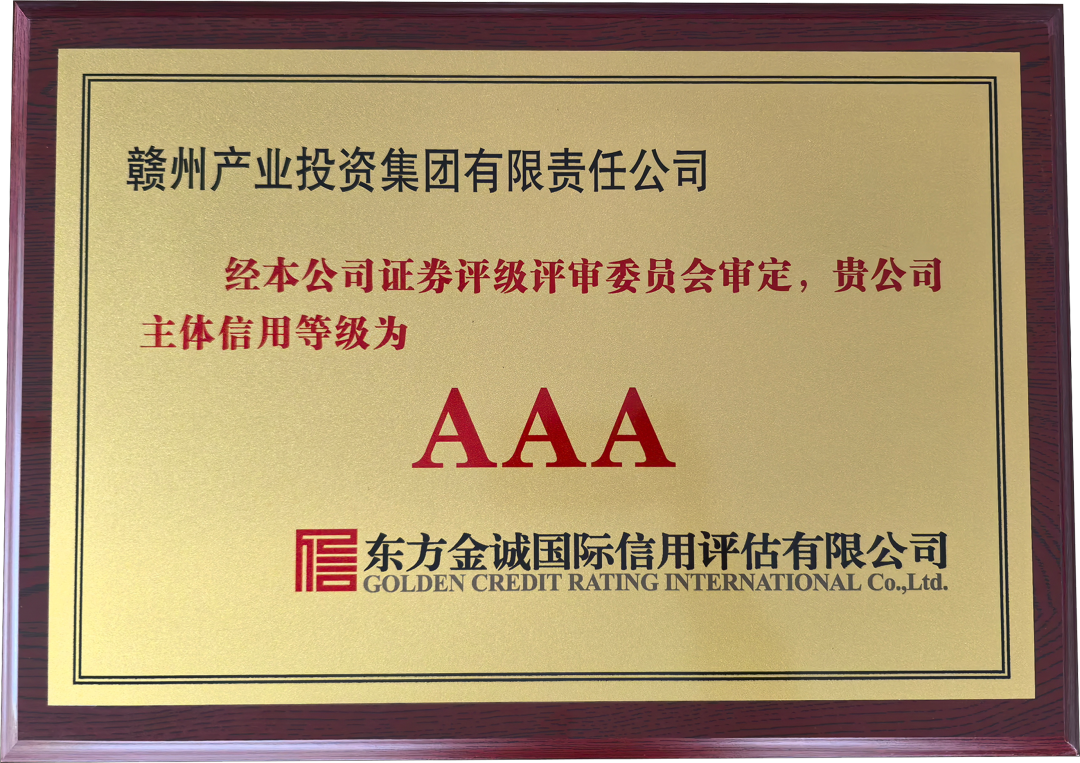 赣州产业投资集团有限责任公司
经本公司证券评级评审委员会审定，贵公司
主体信用等级为
AAA
信 东方金诚国际信用评估有限公司
GOLDEN CREDIT RATING INTERNATIONAL Co.,Ltd.